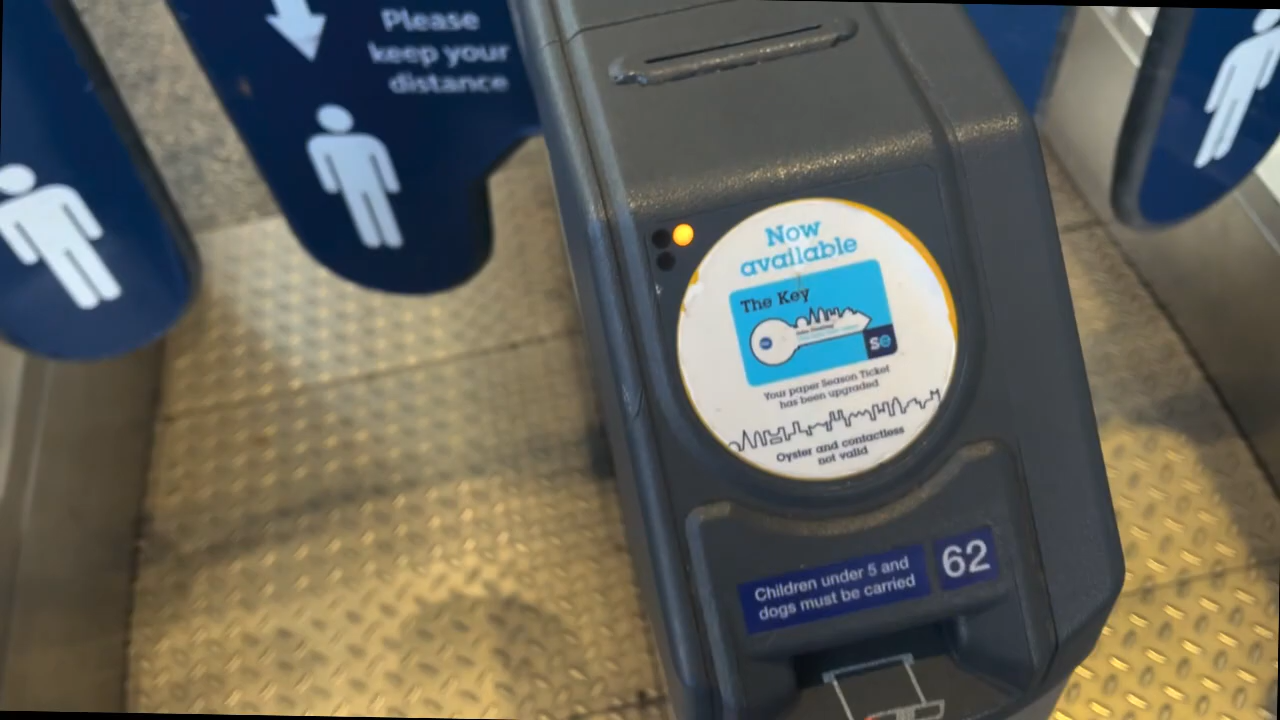 Please
keep your
distance
Now
available
The Key
se
Your paper Season Ticket
has been upgraded
Oyster and contactless
not valid
Children under 5 and
dogs must be carried
62